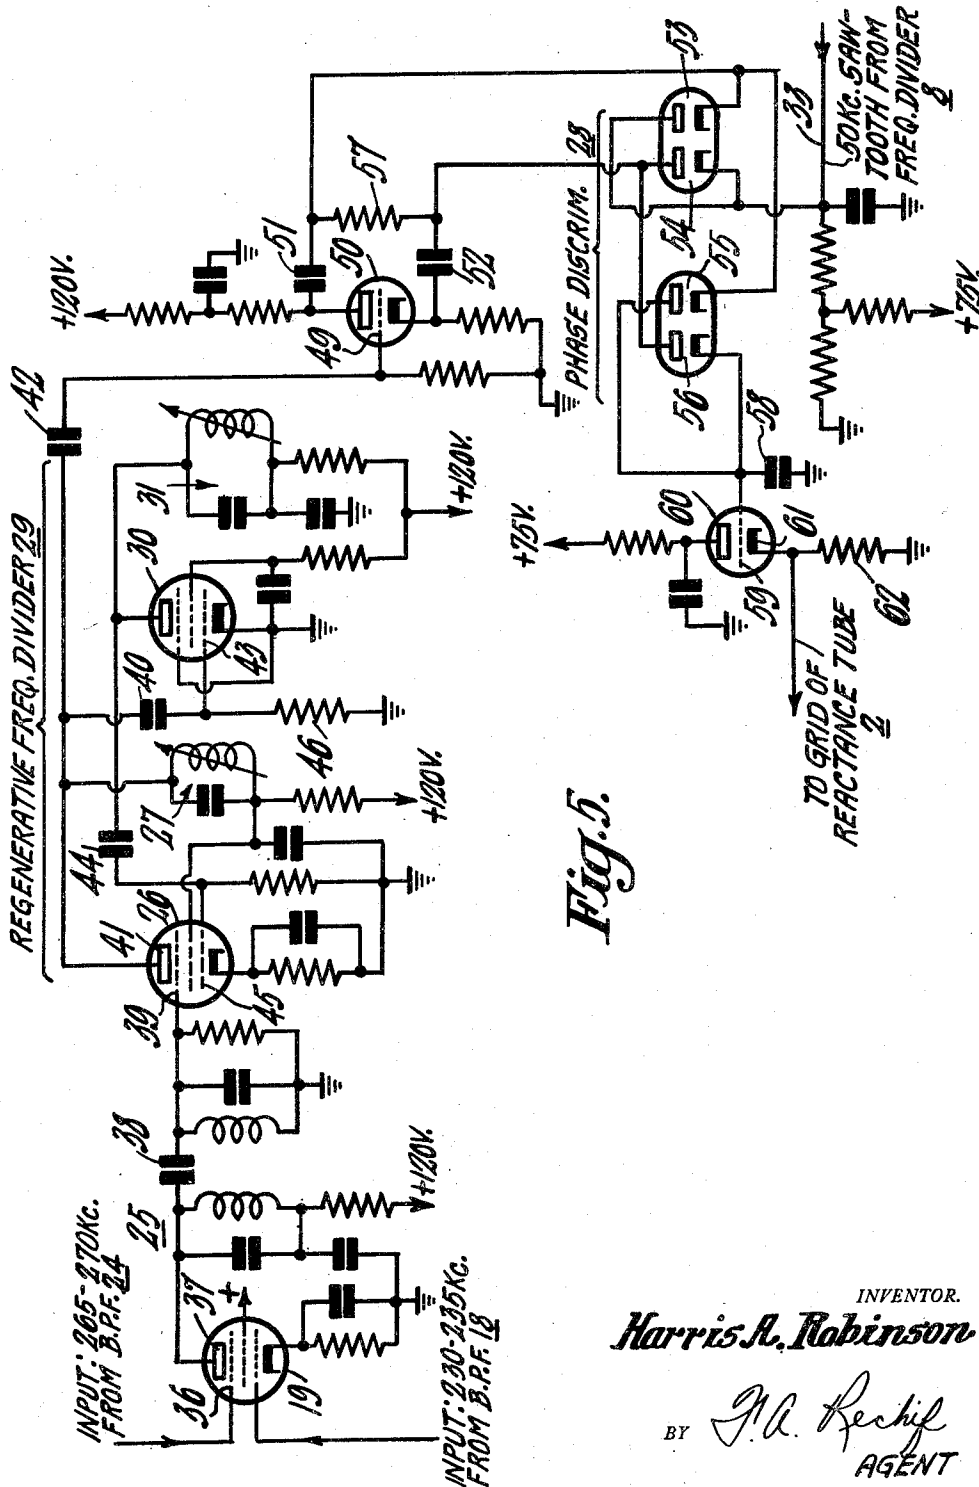 INPUT: 265-270KC.
FROM B.P.F. 24
25
38
36
37
+
19
INPUT: 230-235KC.
FROM B.P.F. 18
+120V.
REGENERATIVE FREQ. DIVIDER 29
39
41
26
45
44
27
40
46
+120V.
43
30
31
+120V.
42
+120V.
49
50
51
52
57
PHASE DISCRIM. 28
53
54
55
56
58
33
50KC. SAW-
TOOTH FROM
FREQ. DIVIDER
8
+75V.
+75V.
60
59
61
62
TO GRID OF
REACTANCE TUBE
2
Fig. 5.
INVENTOR.
Harris A. Robinson
BY
AGENT